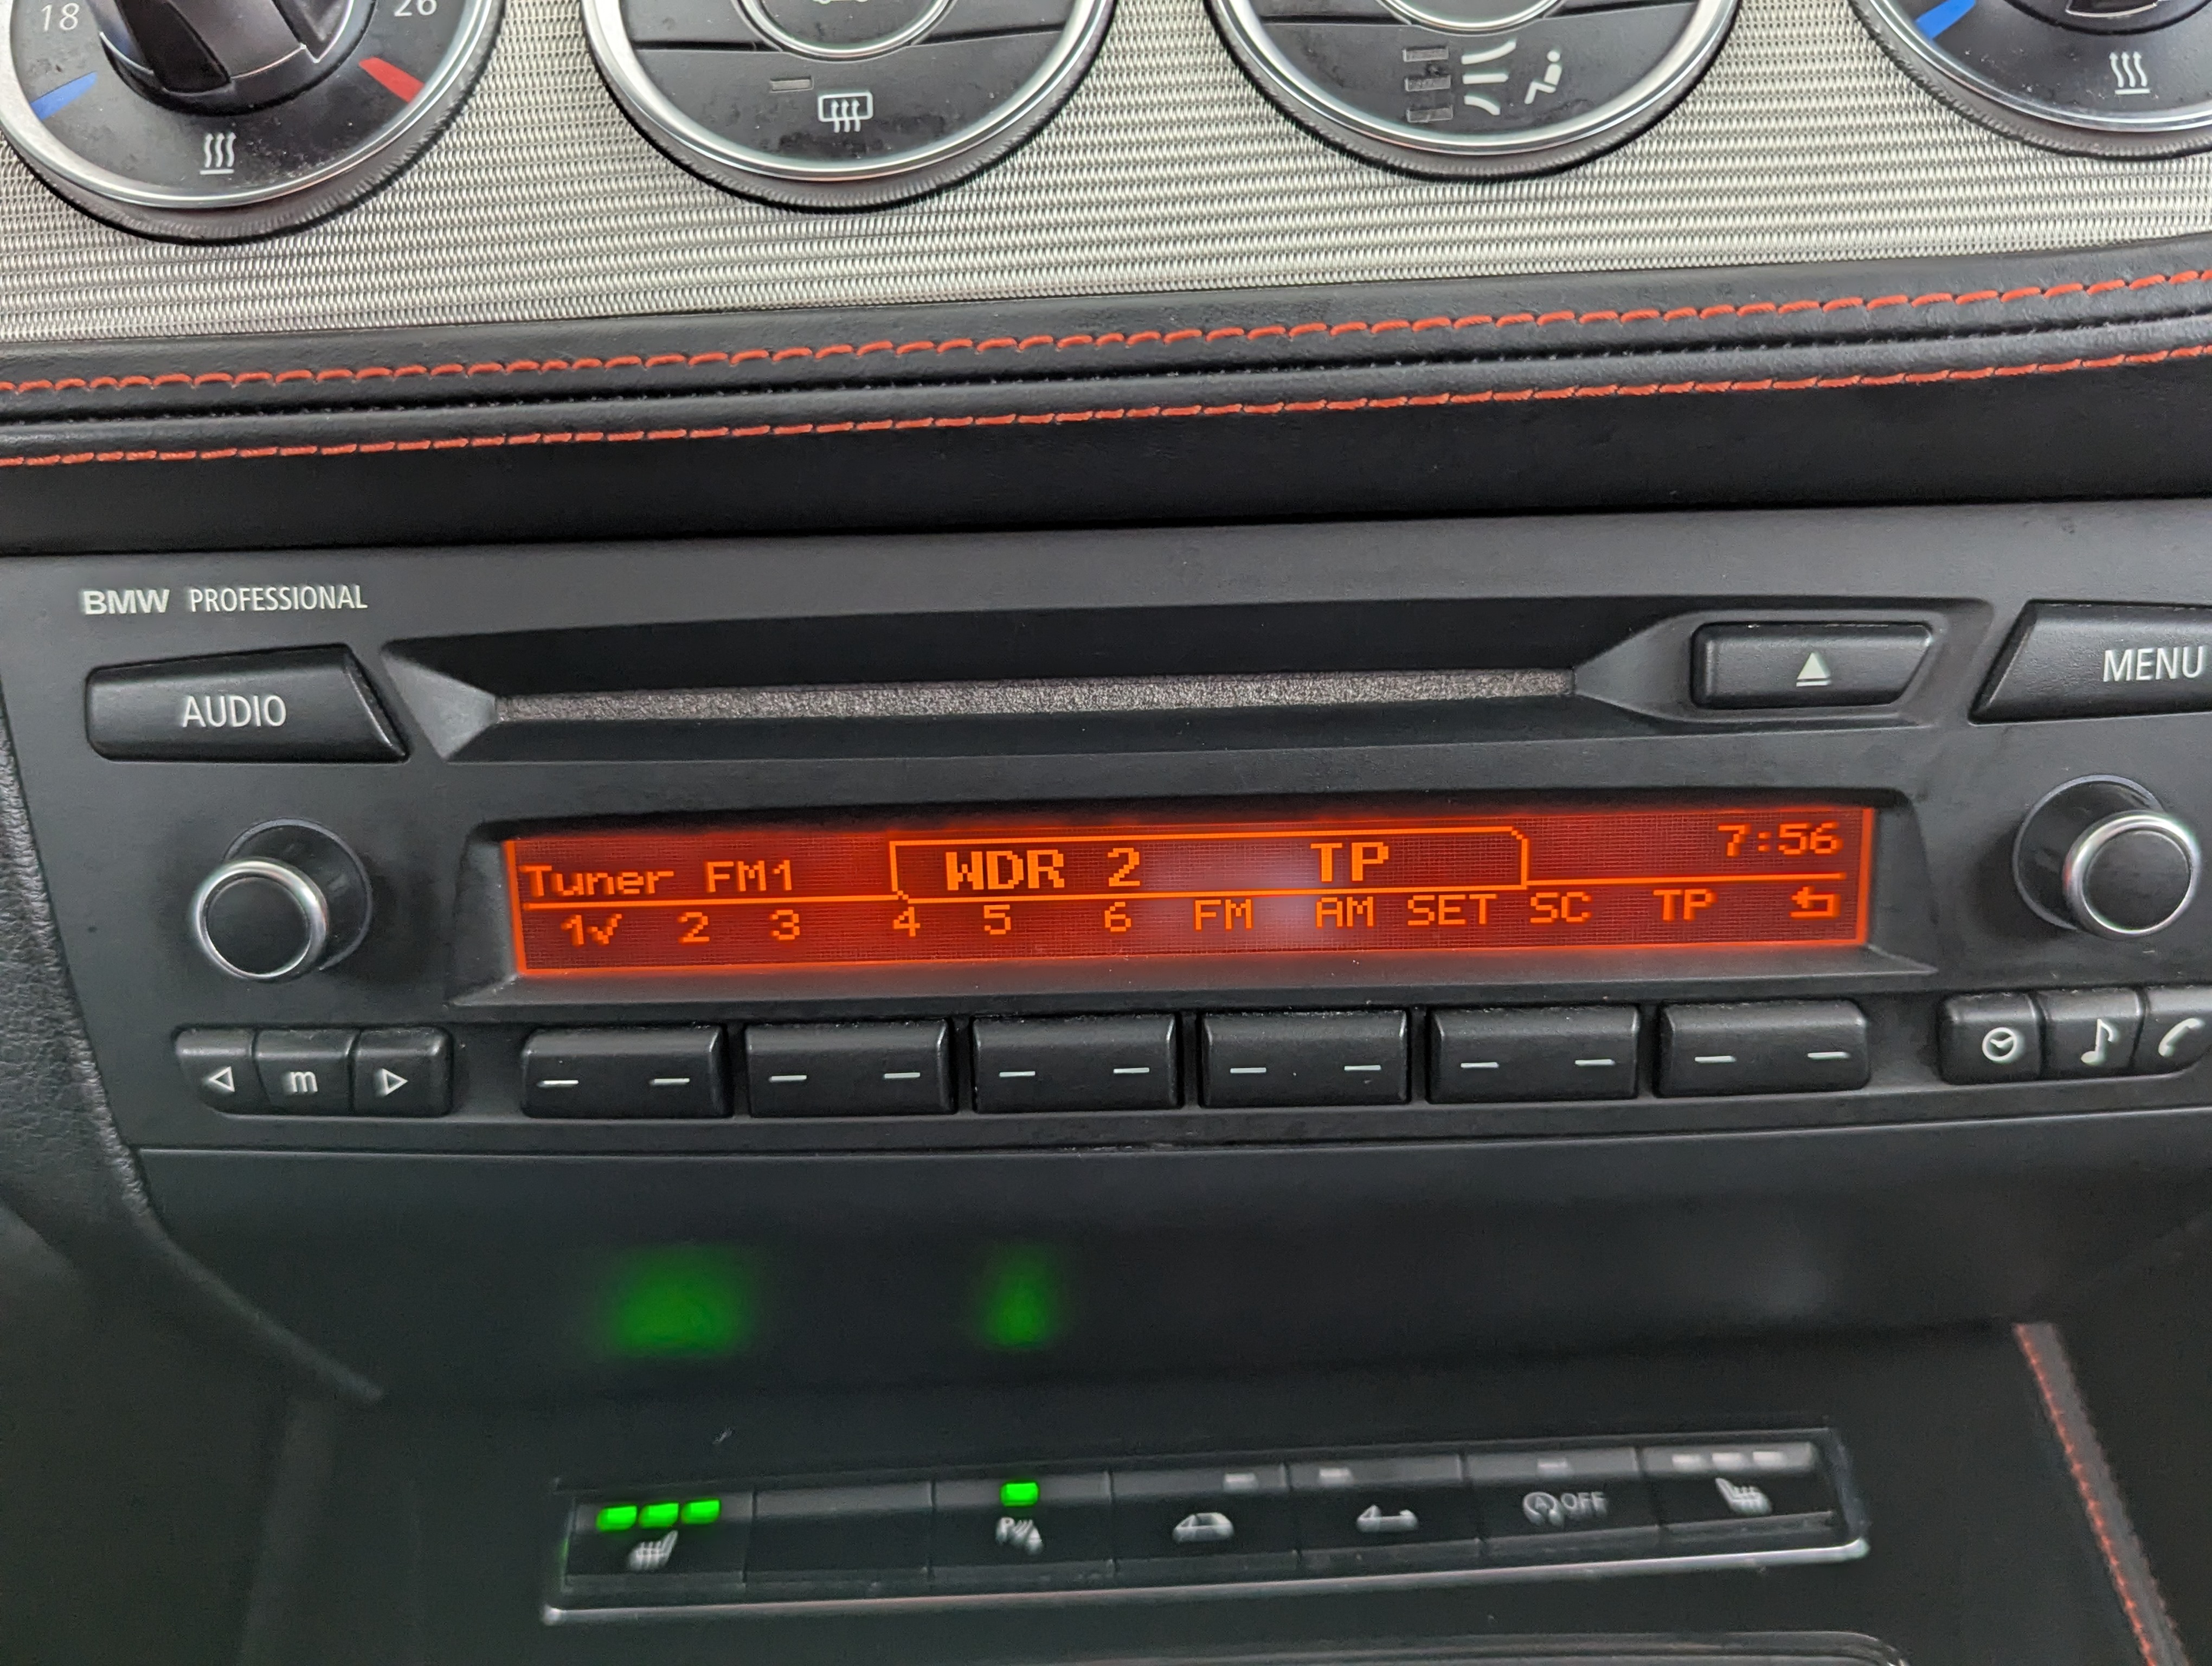 18
26
BMW PROFESSIONAL
AUDIO
MENU
Tuner FM1 WDR 2 TP 7:56
1✓ 2 3 4 5 6 FM AM SET SC TP
m
P
A OFF